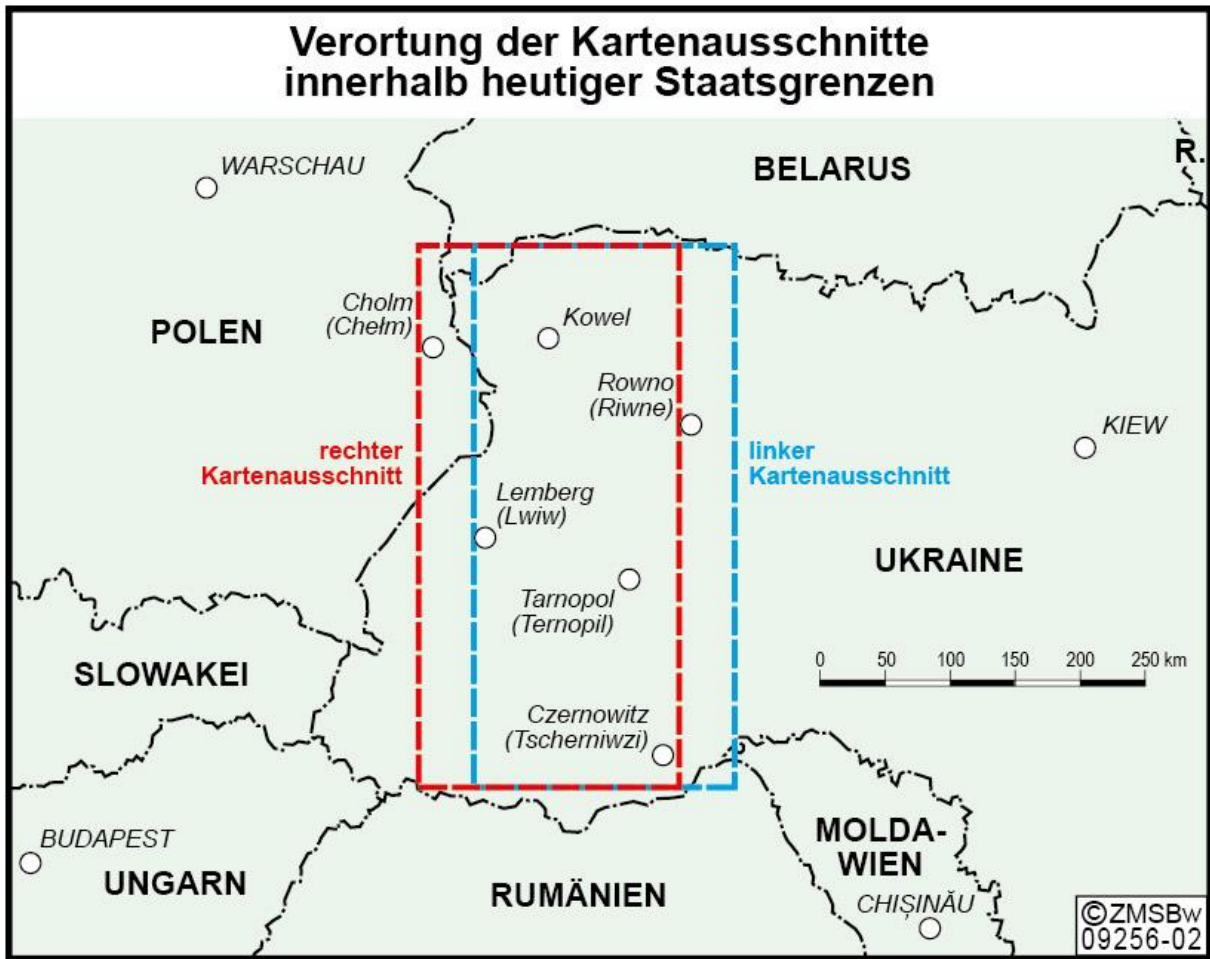 Verortung der Kartenausschnitte
innerhalb heutiger Staatsgrenzen
WARSCHAU
BELARUS
R.
Cholm
(Chełm)
Kowel
POLEN
Rowno
(Riwne)
KIEW
rechter
Kartenausschnitt
linker
Kartenausschnitt
Lemberg
(Lwiw)
UKRAINE
Tarnopol
(Ternopil)
SLOWAKEI
0 50 100 150 200 250 km
Czernowitz
(Tscherniwzi)
BUDAPEST
UNGARN
RUMÄNIEN
MOLDA-
WIEN
CHIȘINĂU
©ZMSBw
09256-02